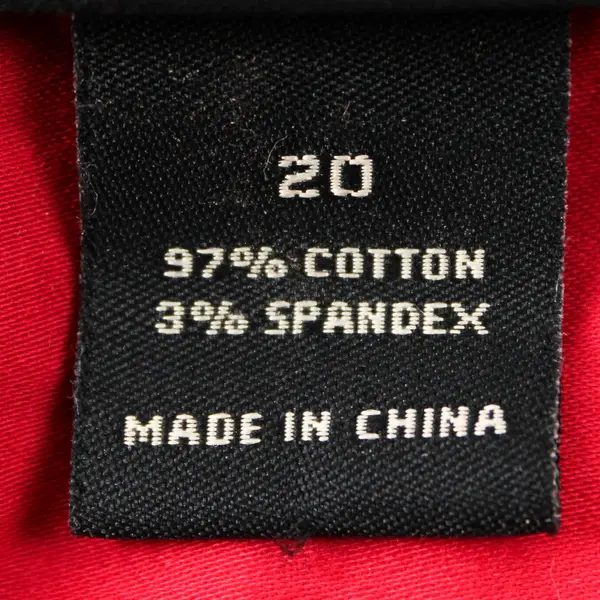 20
97% COTTON
3% SPANDEX
MADE IN CHINA